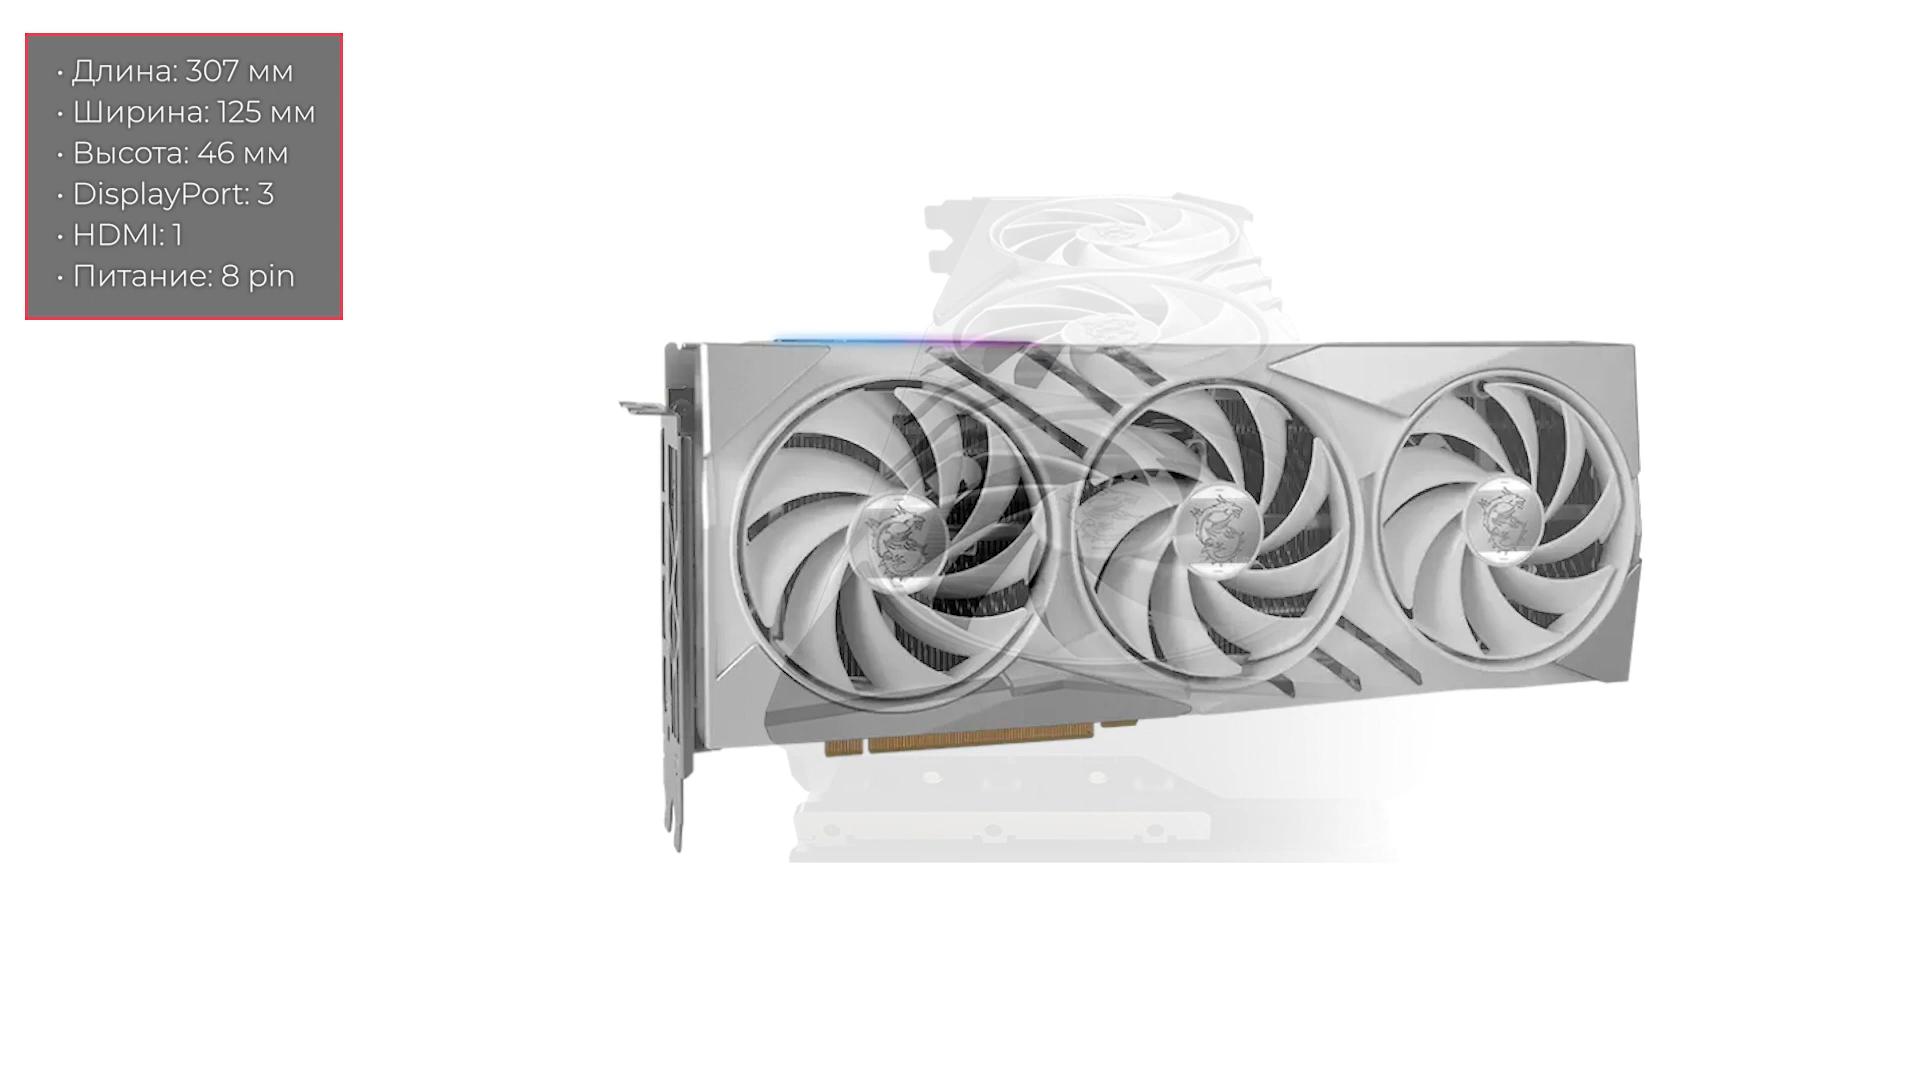 · Длина: 307 мм
· Ширина: 125 мм
· Высота: 46 мм
· DisplayPort: 3
· HDMI: 1
· Питание: 8 pin